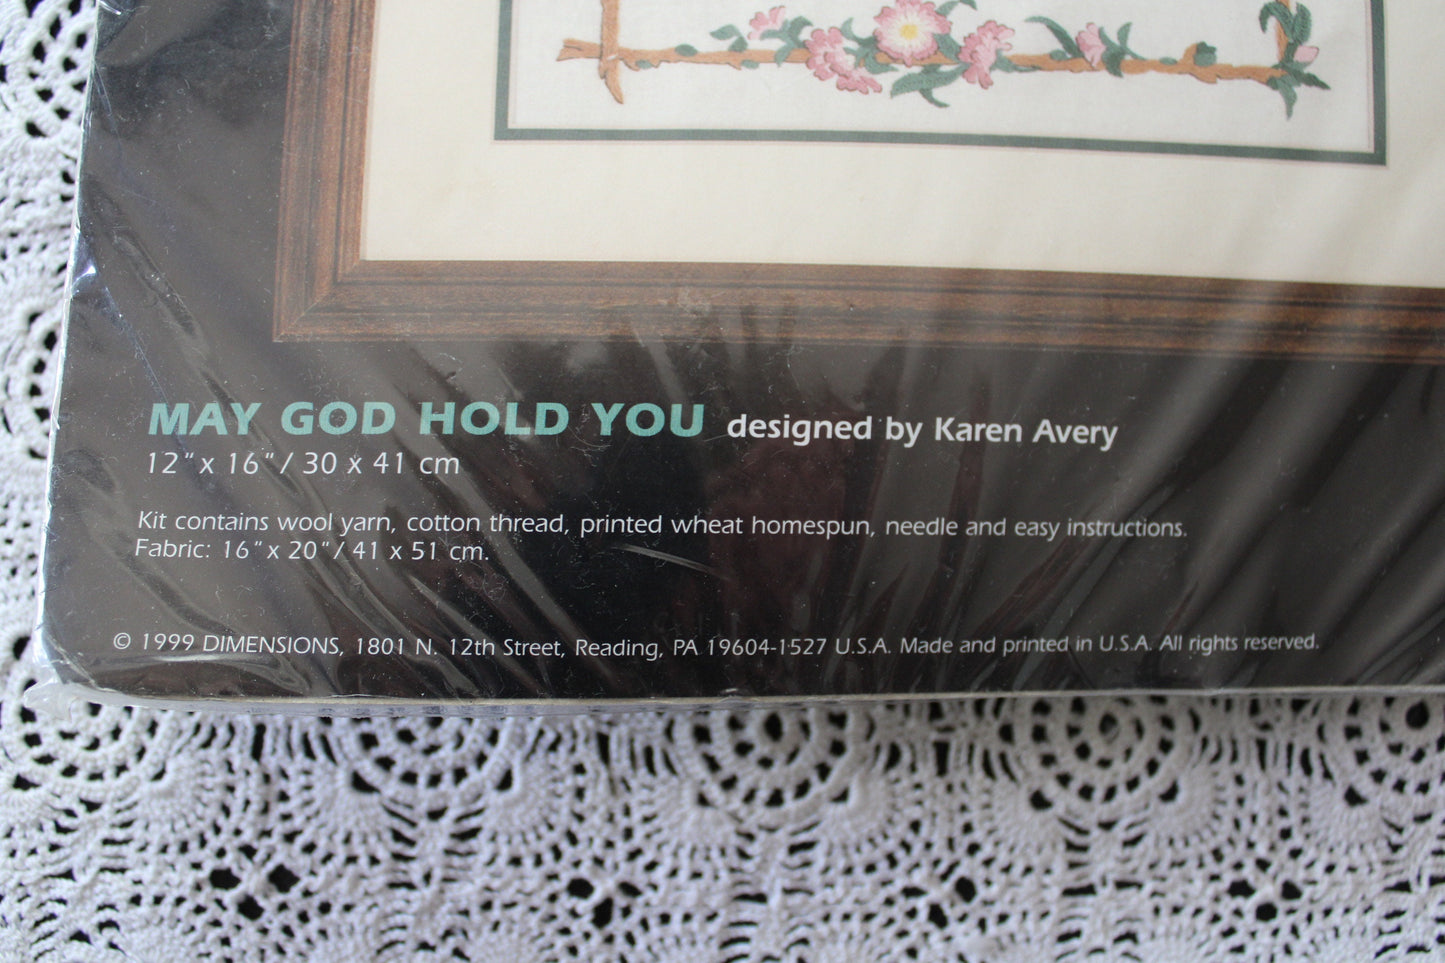 MAY GOD HOLD YOU designed by Karen Avery
12" x 16" / 30 x 41 cm
Kit contains wool yarn, cotton thread, printed wheat homespun, needle and easy instructions.
Fabric: 16" x 20" / 41 x 51 cm.
© 1999 DIMENSIONS, 1801 N. 12th Street, Reading, PA 19604-1527 U.S.A. Made and printed in U.S.A. All rights reserved.